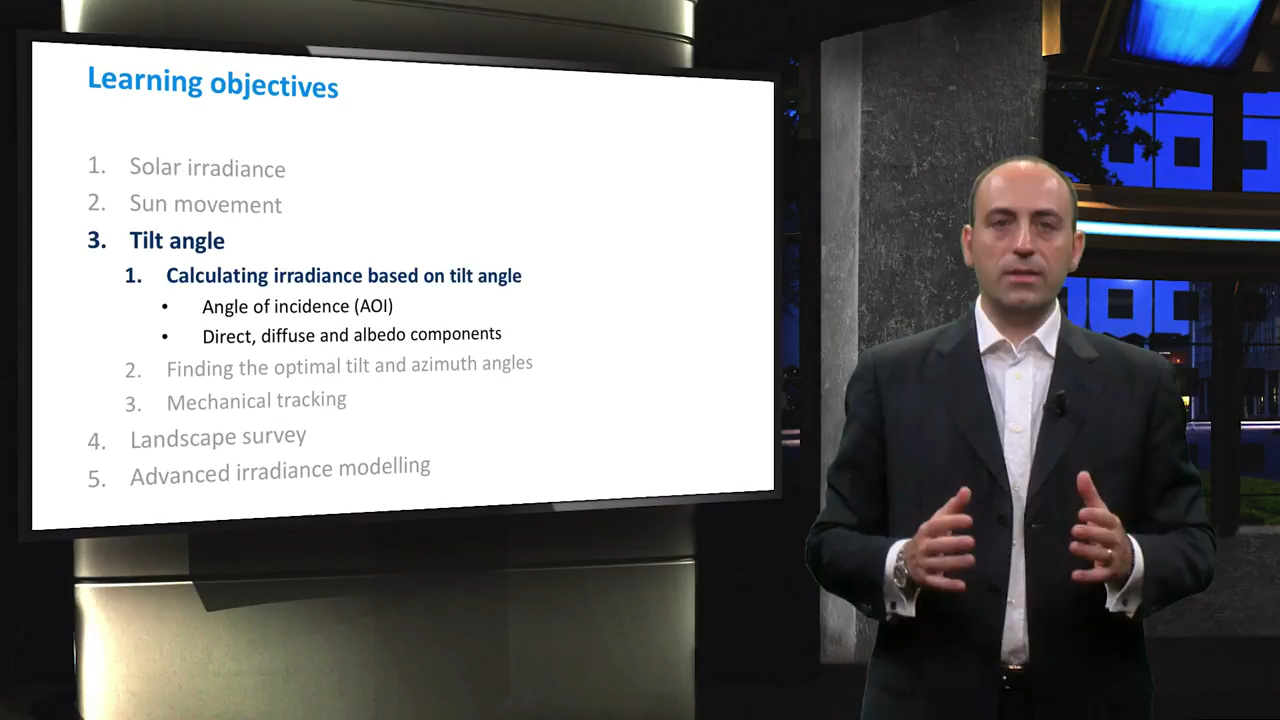 Learning objectives
1. Solar irradiance
2. Sun movement
3. Tilt angle
1. Calculating irradiance based on tilt angle
• Angle of incidence (AOI)
• Direct, diffuse and albedo components
2. Finding the optimal tilt and azimuth angles
3. Mechanical tracking
4. Landscape survey
5. Advanced irradiance modelling